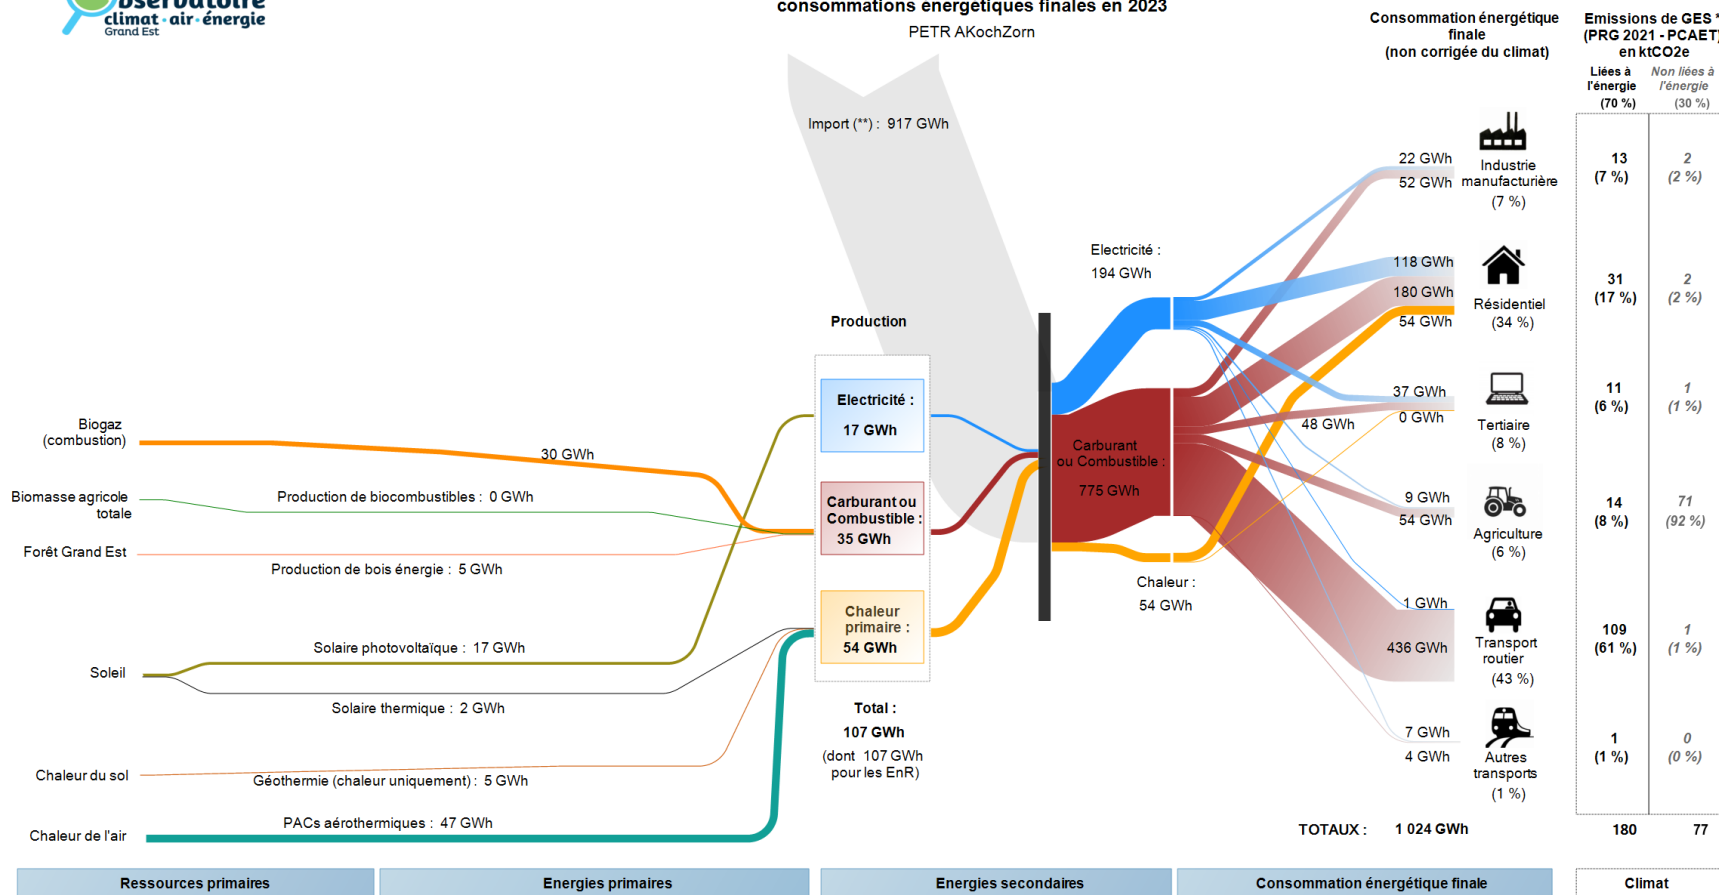 bservatoire
climat · air · énergie
Grand Est
consommations énergétiques finales en 2023
PETR AKochZorn
Consommation énergétique
finale
(non corrigée du climat)
Emissions de GES *
(PRG 2021 - PCAET)
en ktCO2e
Liées à
l'énergie
(70 %)
Non liées à
l'énergie
(30 %)
Import (**) : 917 GWh
22 GWh
52 GWh
Industrie
manufacturière
(7 %)
13
(7 %)
2
(2 %)
Electricité :
194 GWh
118 GWh
180 GWh
54 GWh
Résidentiel
(34 %)
31
(17 %)
2
(2 %)
Production
Electricité :
17 GWh
37 GWh
0 GWh
48 GWh
Tertiaire
(8 %)
11
(6 %)
1
(1 %)
Biogaz
(combustion)
30 GWh
Carburant
ou Combustible :
775 GWh
Biomasse agricole
totale
Production de biocombustibles : 0 GWh
Carburant ou
Combustible :
35 GWh
9 GWh
54 GWh
Agriculture
(6 %)
14
(8 %)
71
(92 %)
Forêt Grand Est
Production de bois énergie : 5 GWh
Chaleur :
54 GWh
Chaleur
primaire :
54 GWh
1 GWh
436 GWh
Transport
routier
(43 %)
109
(61 %)
1
(1 %)
Soleil
Solaire photovoltaïque : 17 GWh
Solaire thermique : 2 GWh
Total :
107 GWh
(dont 107 GWh
pour les EnR)
7 GWh
4 GWh
Autres
transports
(1 %)
1
(1 %)
0
(0 %)
Chaleur du sol
Géothermie (chaleur uniquement) : 5 GWh
Chaleur de l'air
PACs aérothermiques : 47 GWh
TOTAUX : 1 024 GWh
180
77
Ressources primaires
Energies primaires
Energies secondaires
Consommation énergétique finale
Climat